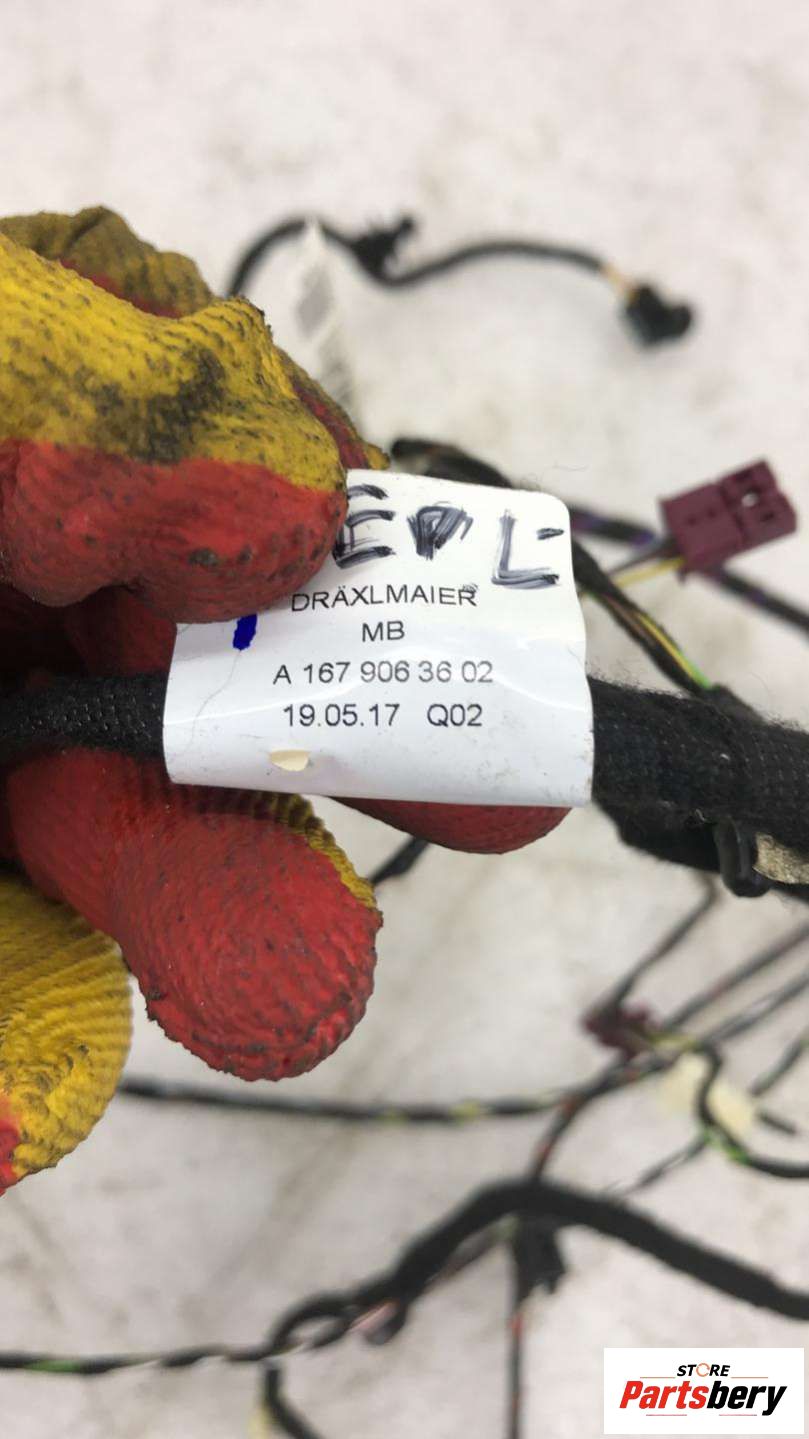 DRÄXLMAIER
MB
A 167 906 36 02
19.05.17 Q02
STORE
Partsbery